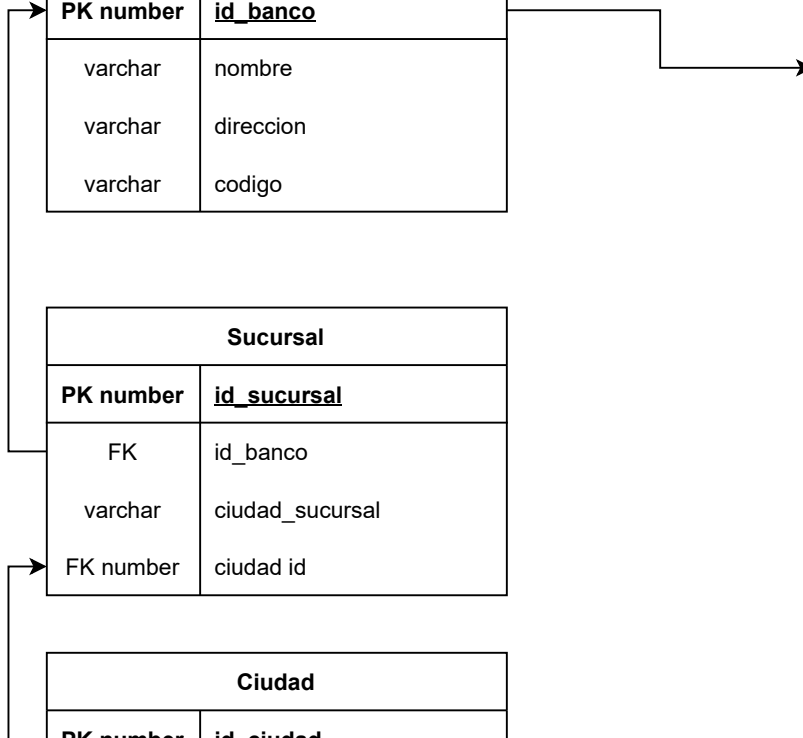 PK number id_banco
varchar nombre
varchar direccion
varchar codigo
Sucursal
PK number id_sucursal
FK id_banco
varchar ciudad_sucursal
FK number ciudad id
Ciudad
PK number id_ciudad